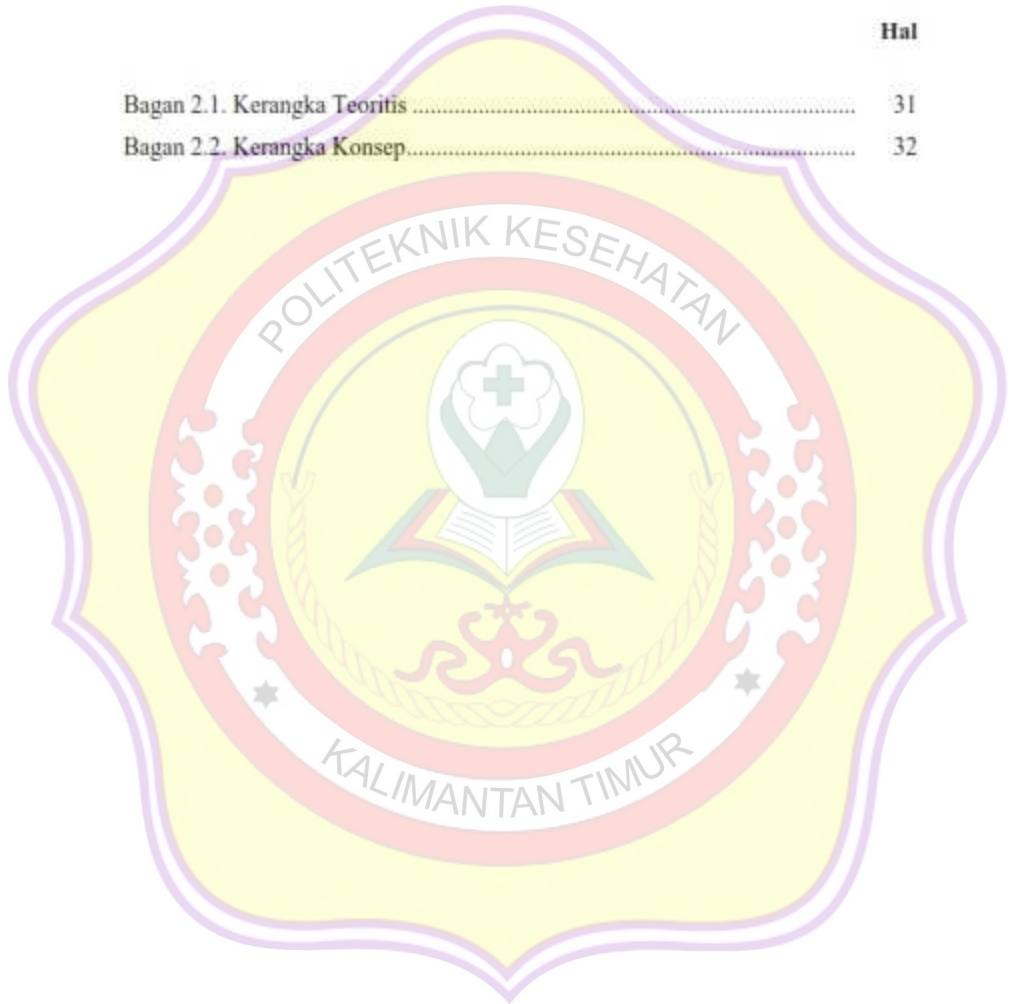 Hal
Bagan 2.1. Kerangka Teoritis ........................................................................ 31
Bagan 2.2. Kerangka Konsep......................................................................... 32
POLITEKNIK KESEHATAN
KALIMANTAN TIMUR